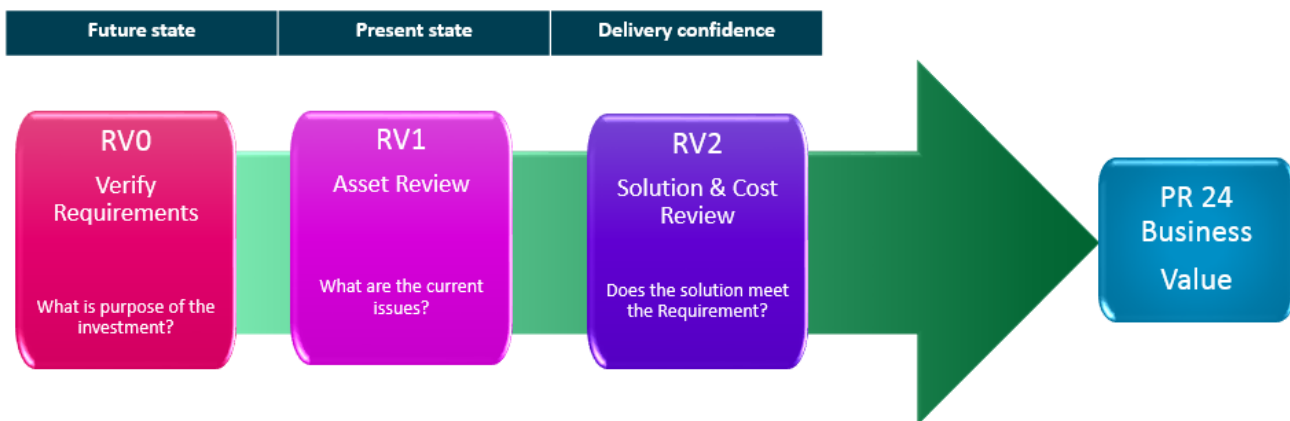 Future state
Present state
Delivery confidence
RV0
Verify
Requirements
What is purpose of the
investment?
RV1
Asset Review
What are the current
issues?
RV2
Solution & Cost
Review
Does the solution meet
the Requirement?
PR 24
Business
Value